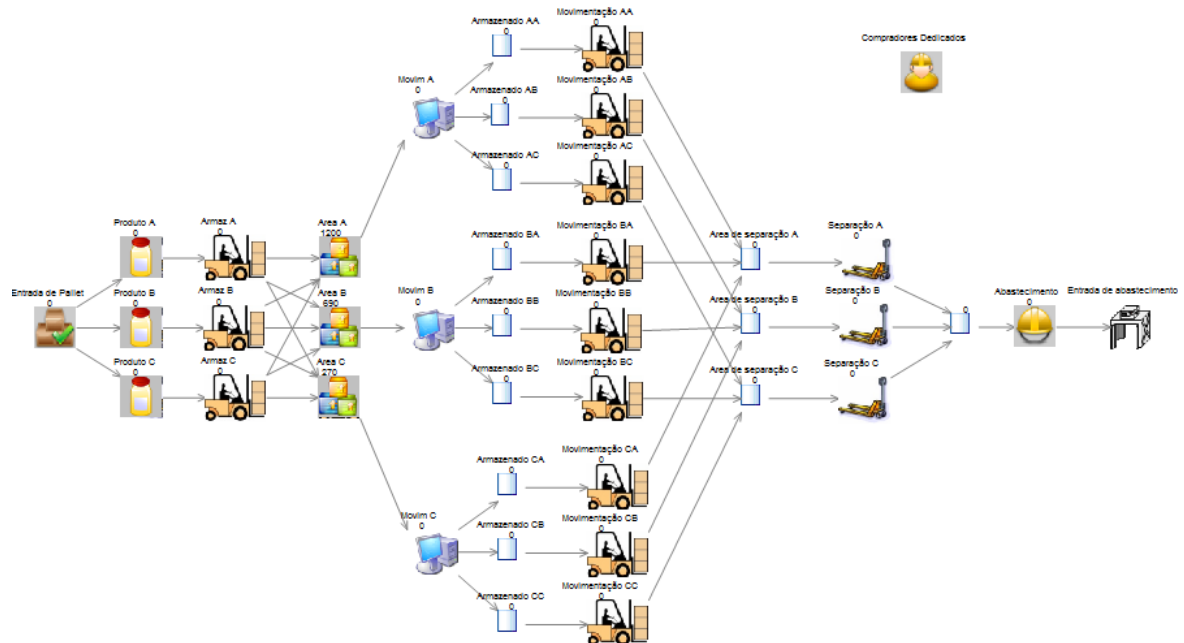 Armazenado AA
0
Movimentação AA
0
Compradores Dedicados
Movim A
0
Armazenado AB
0
Movimentação AB
0
Armazenado AC
0
Movimentação AC
0
Produto A
0
Armaz A
0
Area A
1200
Armazenado BA
0
Movimentação BA
0
Area de separação A
0
Separação A
0
Entrada de Pallet
0
Produto B
0
Armaz B
0
Area B
690
Movim B
0
Armazenado BB
0
Movimentação BB
0
Area de separação B
0
Separação B
0
0
Abastecimento
0
Entrada de abastecimento
Produto C
0
Armaz C
0
Area C
270
Armazenado BC
0
Movimentação BC
0
Area de separação C
0
Separação C
0
Armazenado CA
0
Movimentação CA
0
Movim C
0
Armazenado CB
0
Movimentação CB
0
Armazenado CC
0
Movimentação CC
0